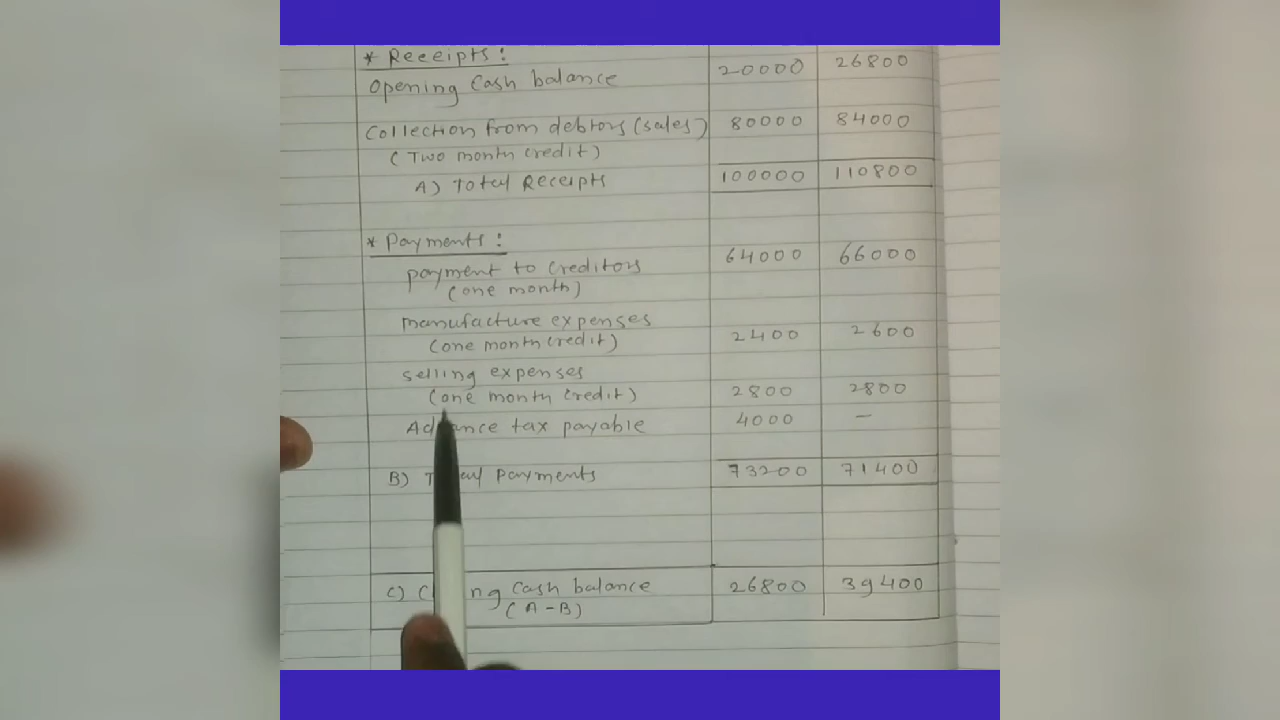 * Receipts:
Opening Cash balance 20000 26800
Collection from debtors (sales) 80000 84000
(Two month credit)
A) Total Receipts 100000 110800
* Payments:
payment to Creditors 64000 66000
(one month)
manufacture expenses
(one month credit) 2400 2600
selling expenses
(one month credit) 2800 2800
tax payable 4000 —
B) payments 73200 71400
C) Cash balance 26800 39400
(A-B)